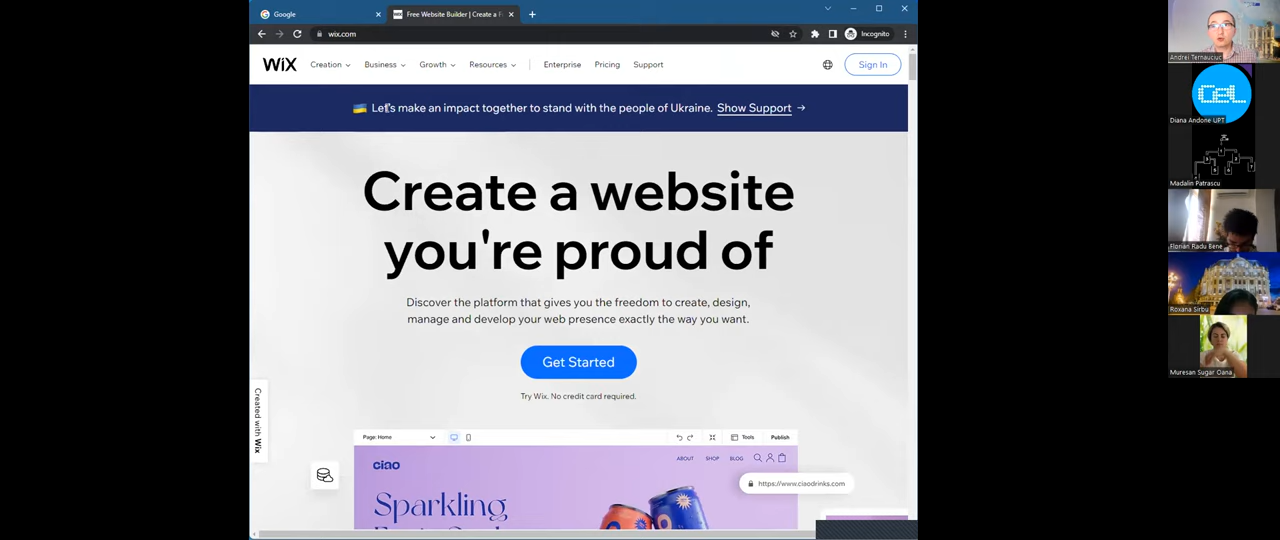 Google
WiX
Free Website Builder | Create a F
wix.com
Incognito
WiX
Creation
Business
Growth
Resources
Enterprise
Pricing
Support
Sign In
Let's make an impact together to stand with the people of Ukraine. Show Support
Create a website
you're proud of
Discover the platform that gives you the freedom to create, design,
manage and develop your web presence exactly the way you want.
Get Started
Try Wix. No credit card required.
Created with Wix
Page: Home
Tools
Publish
ciao
ABOUT
SHOP
BLOG
https://www.ciaodrinks.com
Sparkling
Andrei Ternauciuc
CeL
Diana Andone UPT
Madalin Patrascu
Florian Radu Eene
Roxana Sirbu
Muresan Sugar Oana